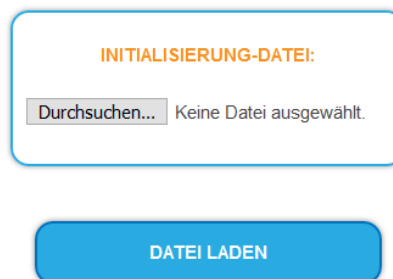 INITIALISIERUNG-DATEI:
Durchsuchen... Keine Datei ausgewählt.
DATEI LADEN